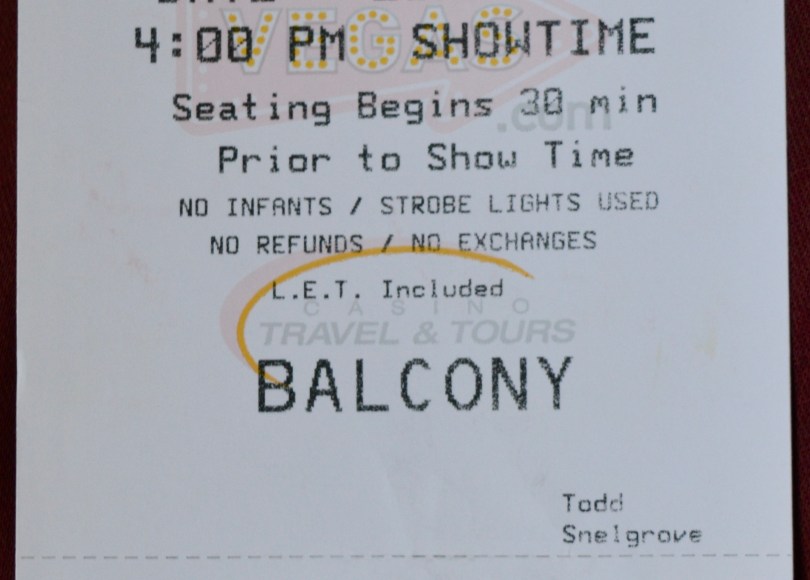 VEGAS
4:00 PM SHOWTIME
.com
Seating Begins 30 min
Prior to Show Time
NO INFANTS / STROBE LIGHTS USED
NO REFUNDS / NO EXCHANGES
L.E.T. Included
CASINO
TRAVEL & TOURS
BALCONY
Todd
Snelgrove